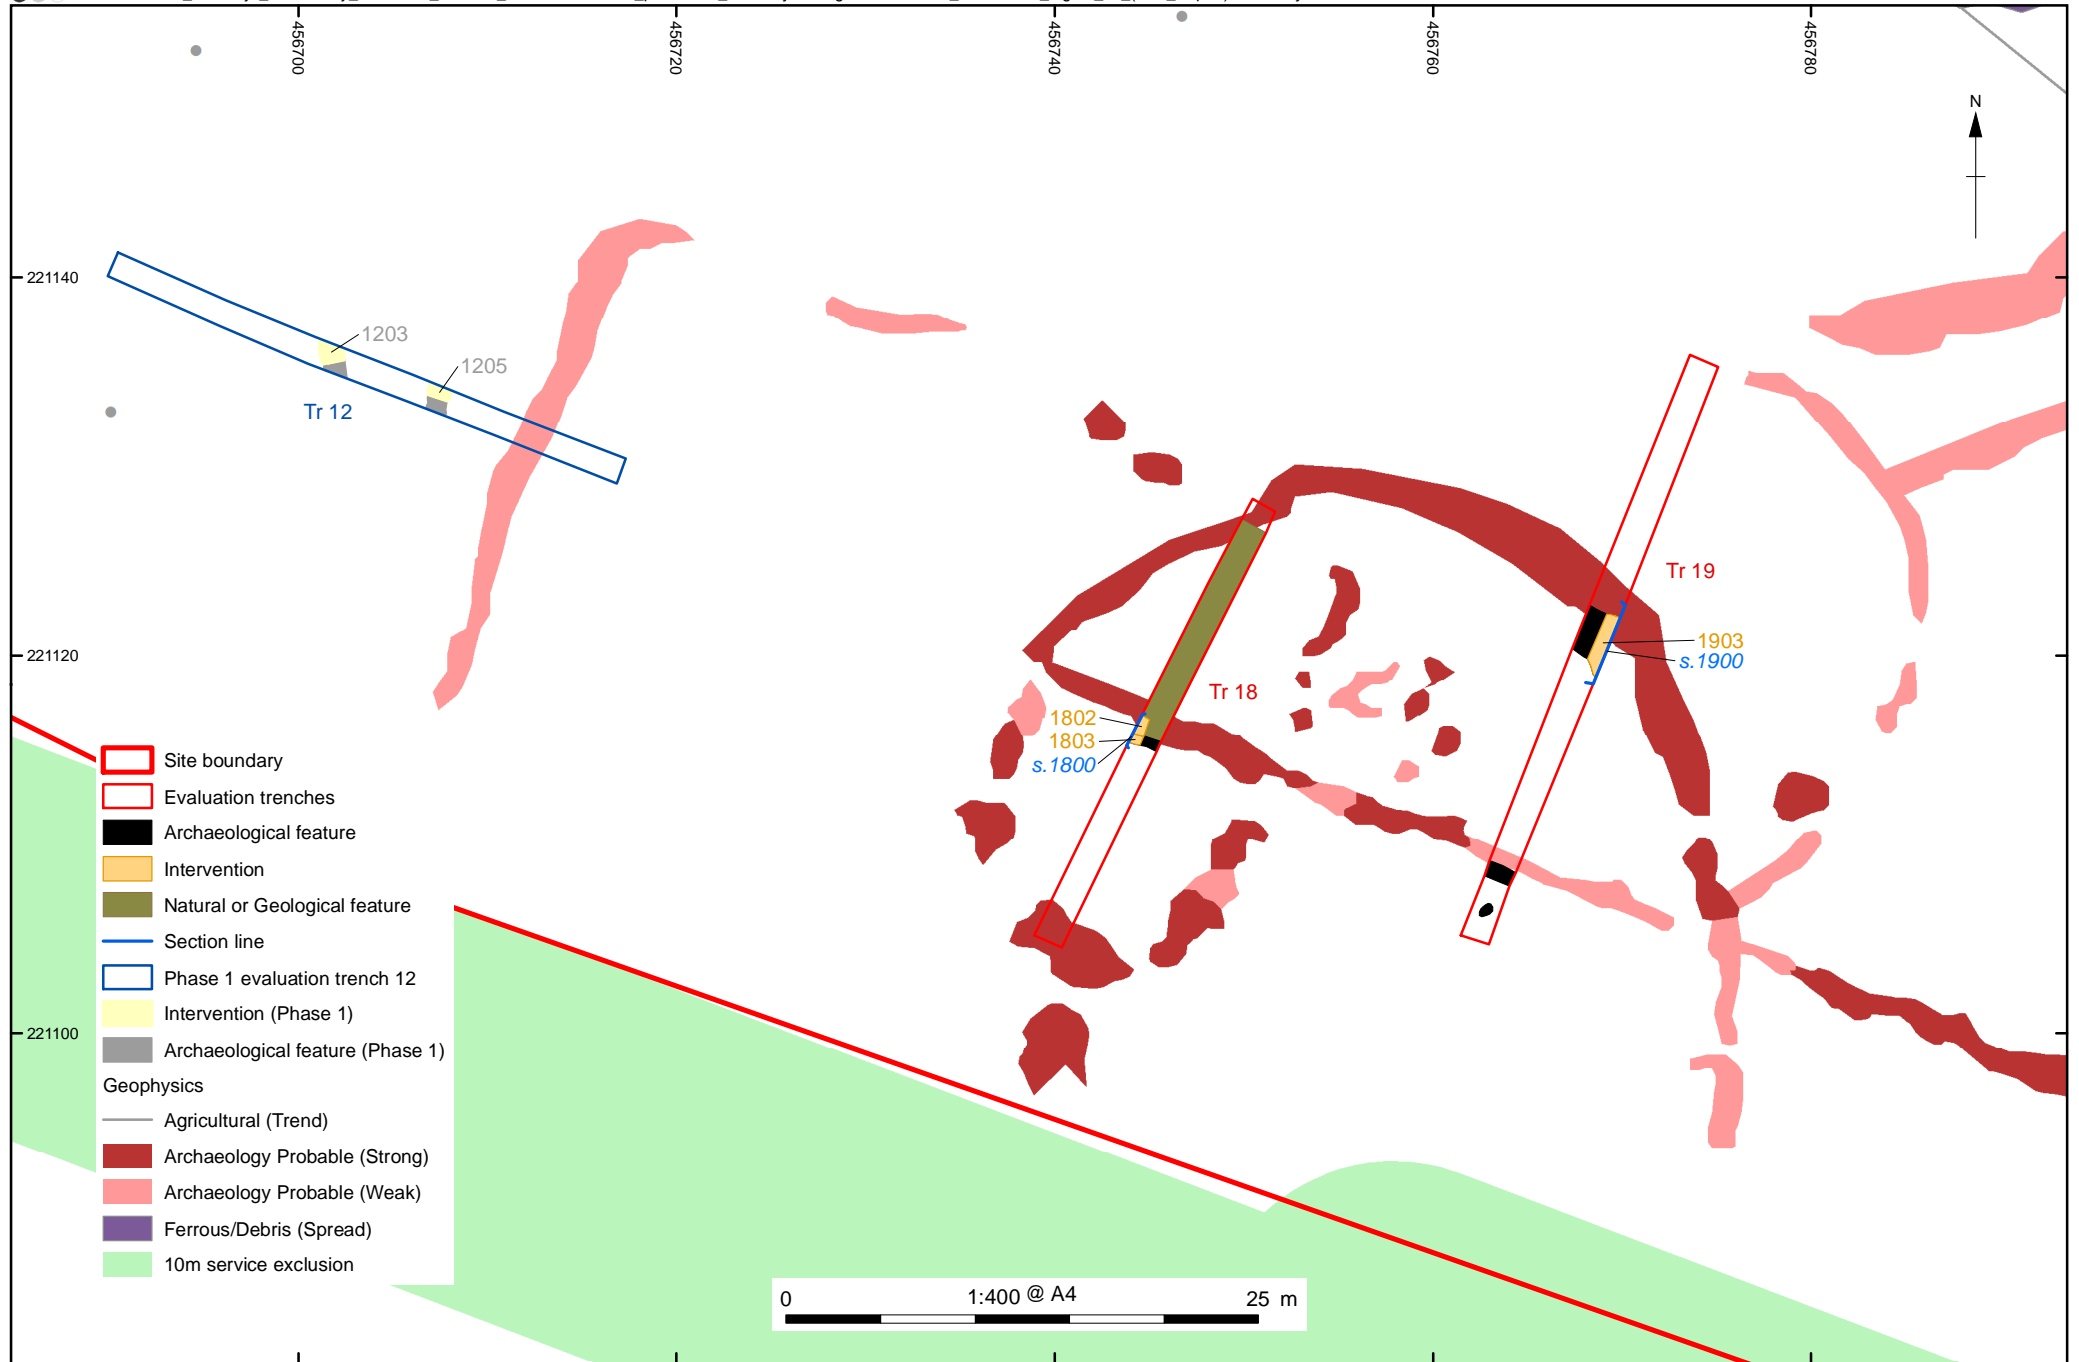 456700
456720
456740
456760
456780
N
221140
221120
221100
1203
1205
Tr 12
Tr 19
1903
s.1900
Tr 18
1802
1803
s.1800
Site boundary
Evaluation trenches
Archaeological feature
Intervention
Natural or Geological feature
Section line
Phase 1 evaluation trench 12
Intervention (Phase 1)
Archaeological feature (Phase 1)
Geophysics
Agricultural (Trend)
Archaeology Probable (Strong)
Archaeology Probable (Weak)
Ferrous/Debris (Spread)
10m service exclusion
0 1:400 @ A4 25 m